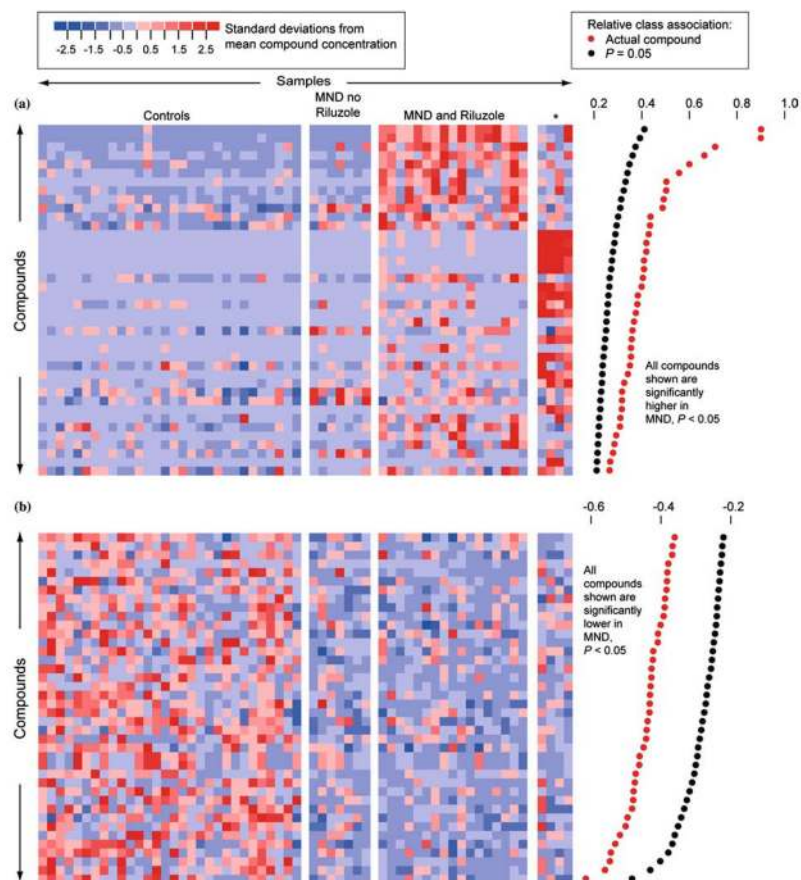 Standard deviations from
mean compound concentration
-2.5 -1.5 -0.5 0.5 1.5 2.5
Relative class association:
Actual compound
P = 0.05
Samples
(a)
Controls
MND no
Riluzole
MND and Riluzole
*
0.2 0.4 0.6 0.8 1.0
Compounds
All compounds
shown are
significantly
higher in
MND, P < 0.05
(b)
-0.6 -0.4 -0.2
Compounds
All
compounds
shown are
significantly
lower in
MND,
P < 0.05